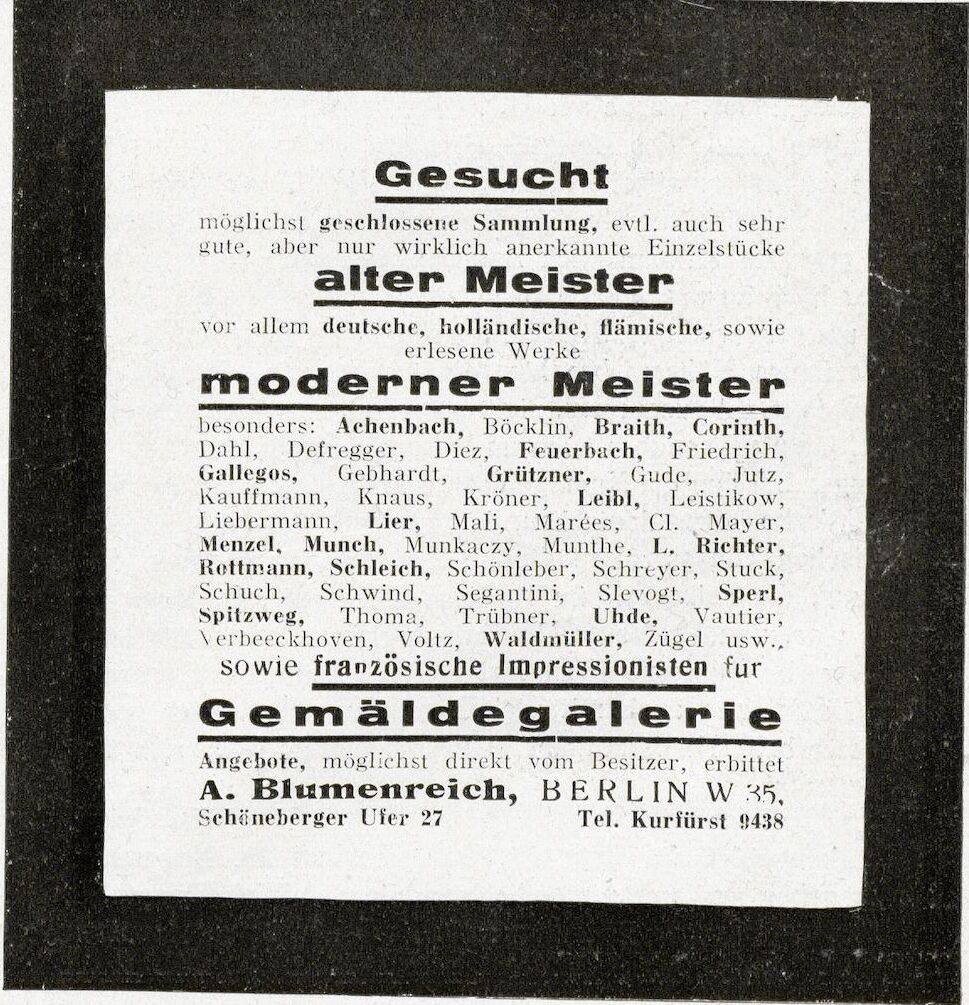 Gesucht
möglichst geschlossene Sammlung, evtl. auch sehr
gute, aber nur wirklich anerkannte Einzelstücke
alter Meister
vor allem deutsche, holländische, flämische, sowie
erlesene Werke
moderner Meister
besonders: Achenbach, Böcklin, Braith, Corinth,
Dahl, Defregger, Diez, Feuerbach, Friedrich,
Gallegos, Gebhardt, Grützner, Gude, Jutz,
Kauffmann, Knaus, Kröner, Leibl, Leistikow,
Liebermann, Lier, Mali, Marées, Cl. Mayer,
Menzel, Munch, Munkaczy, Munthe, L. Richter,
Rottmann, Schleich, Schönleber, Schreyer, Stuck,
Schuch, Schwind, Segantini, Slevogt, Sperl,
Spitzweg, Thoma, Trübner, Uhde, Vautier,
Verbeeckhoven, Voltz, Waldmüller, Zügel usw.,
sowie französische Impressionisten fur
Gemäldegalerie
Angebote, möglichst direkt vom Besitzer, erbittet
A. Blumenreich, BERLIN W 35,
Schöneberger Ufer 27 Tel. Kurfürst 9438